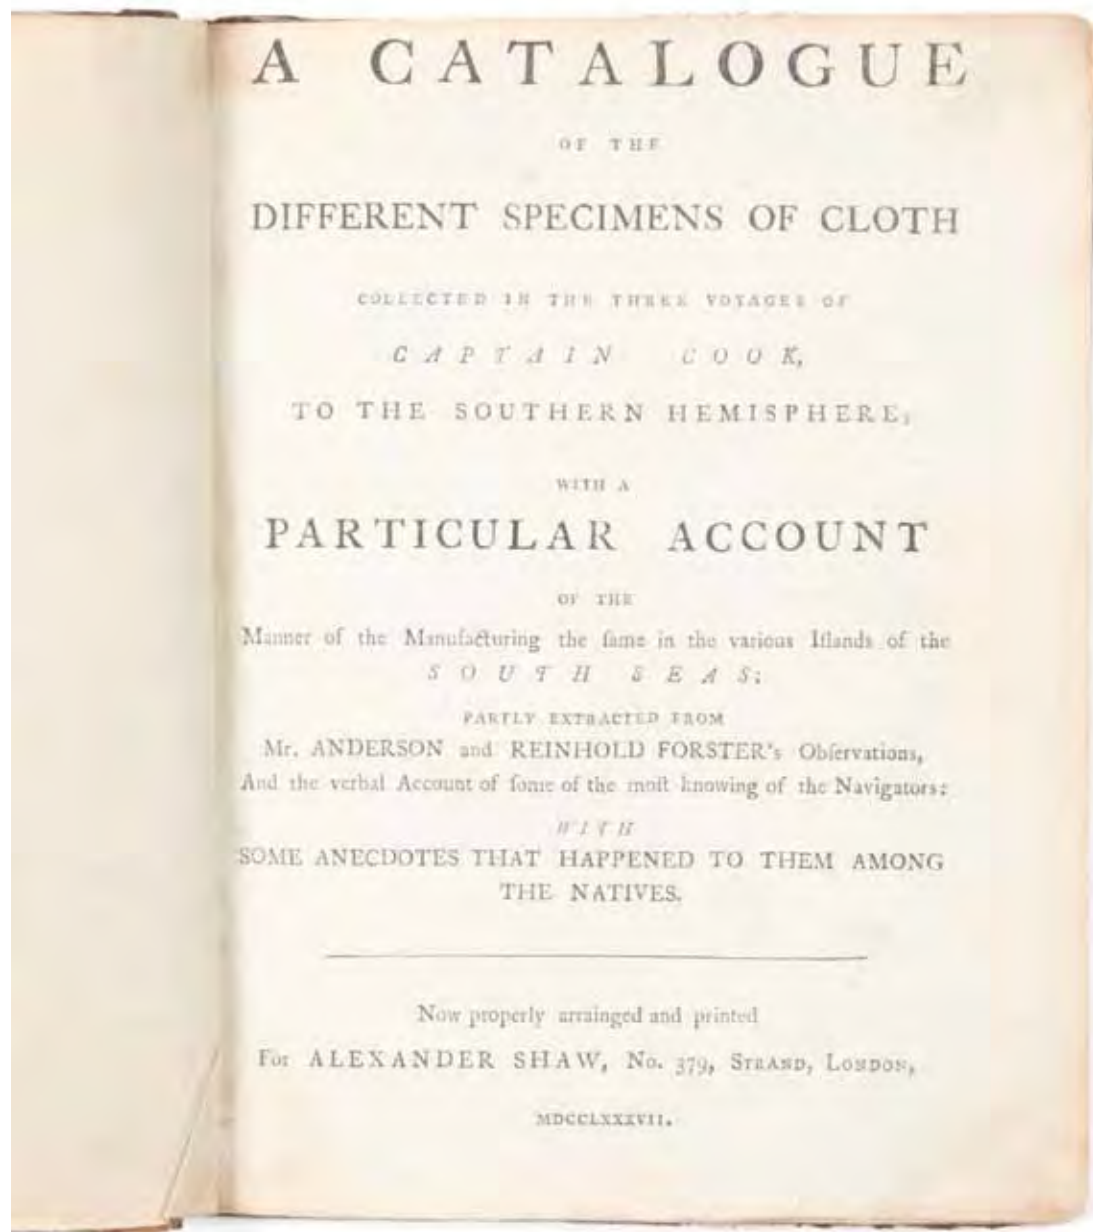 A CATALOGUE
OF THE
DIFFERENT SPECIMENS OF CLOTH
COLLECTED IN THE THREE VOYAGES OF
CAPTAIN COOK,
TO THE SOUTHERN HEMISPHERE;
WITH A
PARTICULAR ACCOUNT
OF THE
Manner of the Manufacturing the ſame in the various Iſlands of the
SOUTH SEAS;
PARTLY EXTRACTED FROM
Mr. ANDERSON and REINHOLD FORSTER's Obſervations,
And the verbal Account of ſome of the moſt knowing of the Navigators:
WITH
SOME ANECDOTES THAT HAPPENED TO THEM AMONG
THE NATIVES.
Now properly arrainged and printed
For ALEXANDER SHAW, No. 379, STRAND, LONDON,
MDCCLXXXVII.